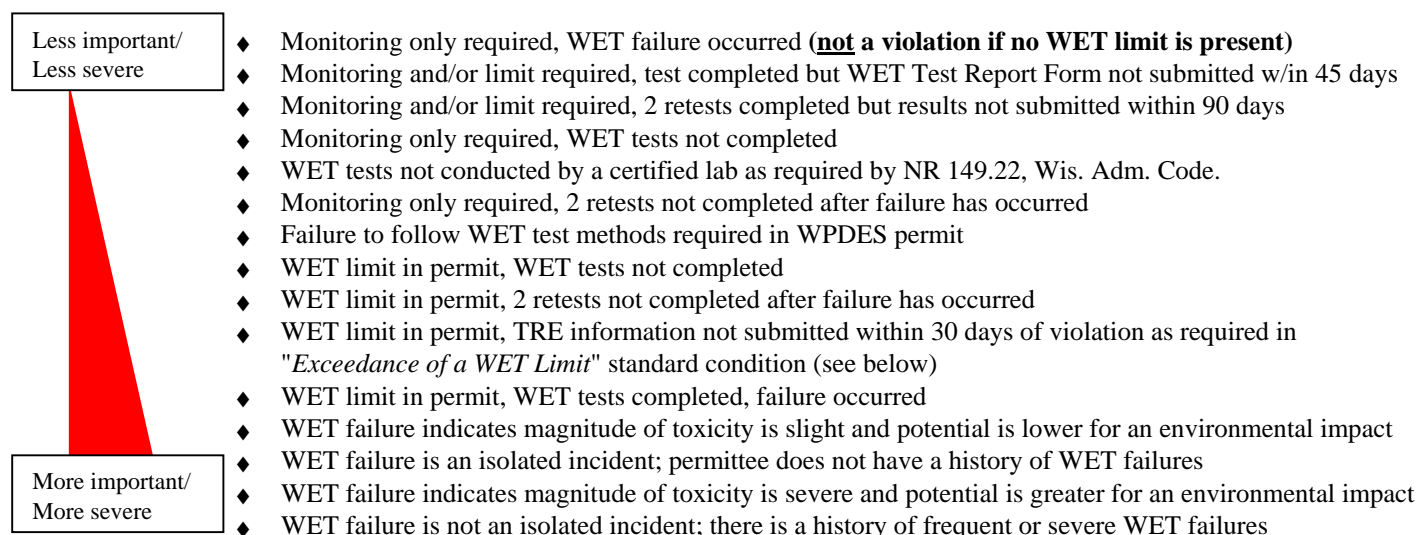 Less important/
Less severe
♦ Monitoring only required, WET failure occurred (not a violation if no WET limit is present)
♦ Monitoring and/or limit required, test completed but WET Test Report Form not submitted w/in 45 days
♦ Monitoring and/or limit required, 2 retests completed but results not submitted within 90 days
♦ Monitoring only required, WET tests not completed
♦ WET tests not conducted by a certified lab as required by NR 149.22, Wis. Adm. Code.
♦ Monitoring only required, 2 retests not completed after failure has occurred
♦ Failure to follow WET test methods required in WPDES permit
♦ WET limit in permit, WET tests not completed
♦ WET limit in permit, 2 retests not completed after failure has occurred
♦ WET limit in permit, TRE information not submitted within 30 days of violation as required in
"Exceedance of a WET Limit" standard condition (see below)
♦ WET limit in permit, WET tests completed, failure occurred
♦ WET failure indicates magnitude of toxicity is slight and potential is lower for an environmental impact
♦ WET failure is an isolated incident; permittee does not have a history of WET failures
♦ WET failure indicates magnitude of toxicity is severe and potential is greater for an environmental impact
♦ WET failure is not an isolated incident; there is a history of frequent or severe WET failures
More important/
More severe